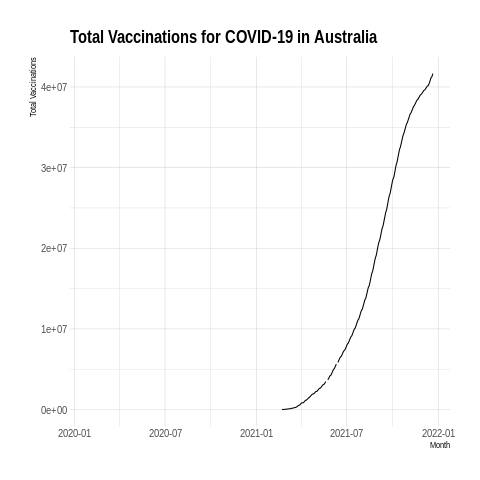 Total Vaccinations for COVID-19 in Australia
Total Vaccinations
4e+07
3e+07
2e+07
1e+07
0e+00
2020-01 2020-07 2021-01 2021-07 2022-01
Month